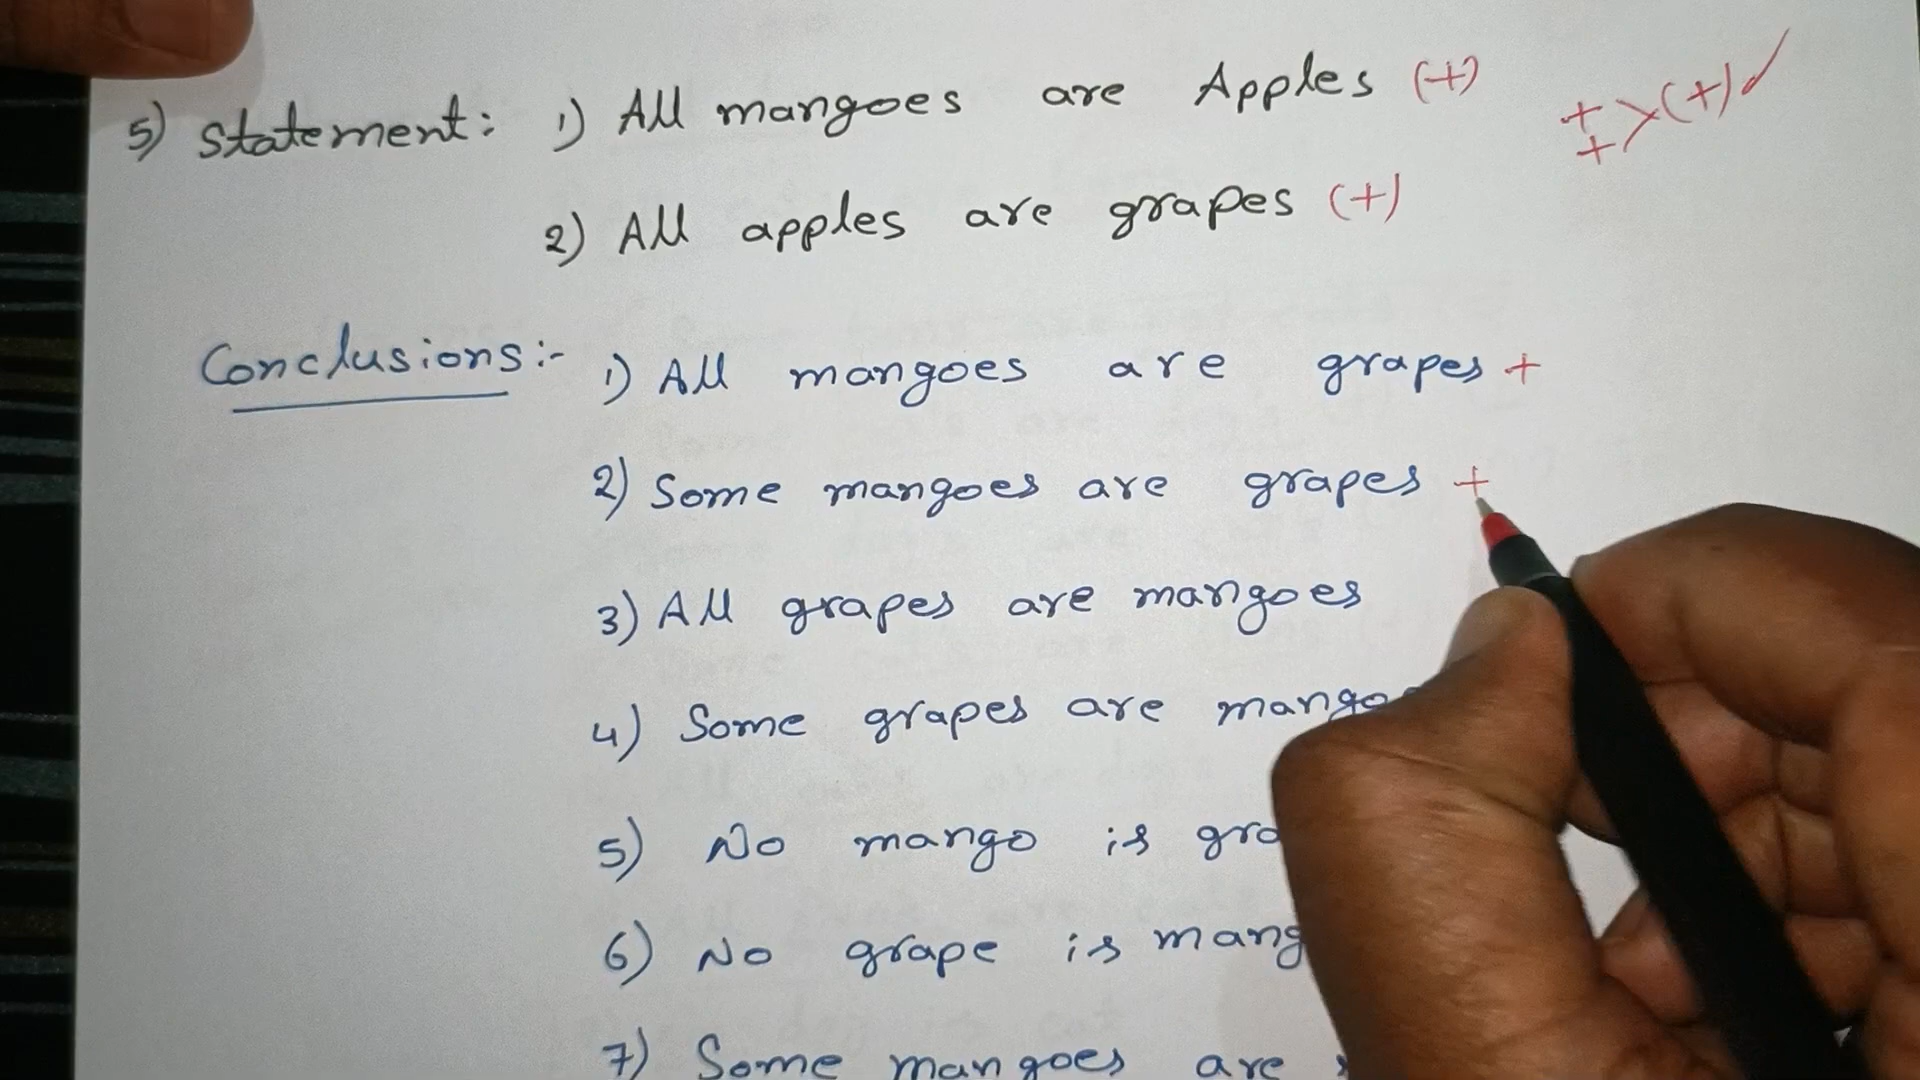 5) Statement: 1) All mangoes are Apples (+)
+ + > (+) ✓
2) All apples are grapes (+)
Conclusions:- 1) All mangoes are grapes +
2) Some mangoes are grapes +
3) All grapes are mangoes
4) Some grapes are
5) No mango is
6) No grape is
7) Some mangoes are